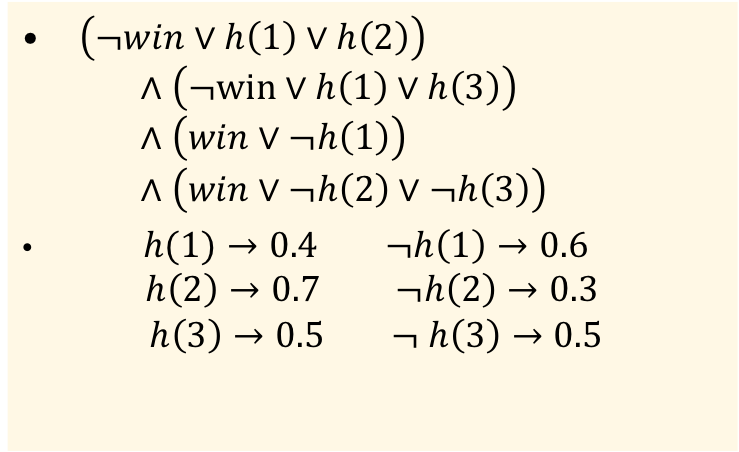 • (¬win ∨ h(1) ∨ h(2))
∧ (¬win ∨ h(1) ∨ h(3))
∧ (win ∨ ¬h(1))
∧ (win ∨ ¬h(2) ∨ ¬h(3))
• h(1) → 0.4 ¬h(1) → 0.6
h(2) → 0.7 ¬h(2) → 0.3
h(3) → 0.5 ¬ h(3) → 0.5